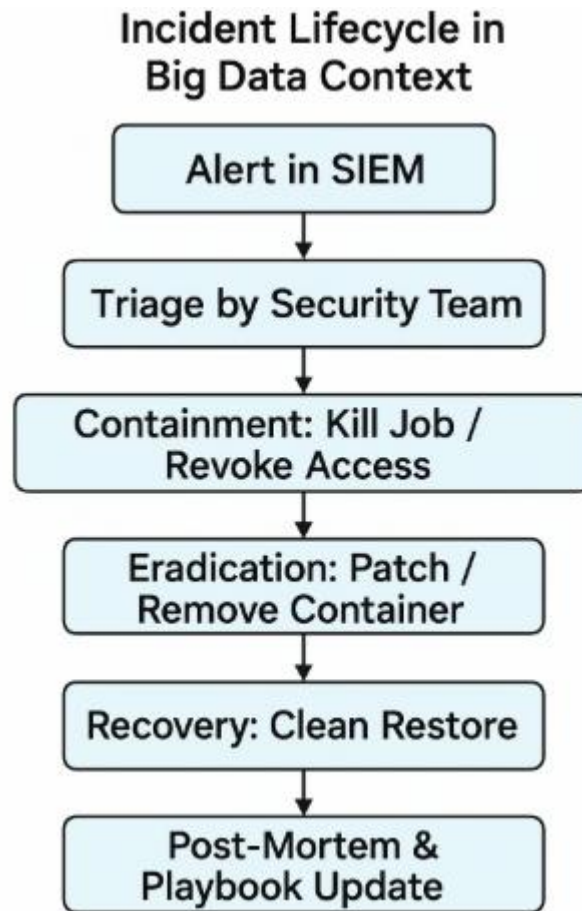 Incident Lifecycle in
Big Data Context
Alert in SIEM
Triage by Security Team
Containment: Kill Job /
Revoke Access
Eradication: Patch /
Remove Container
Recovery: Clean Restore
Post-Mortem &
Playbook Update